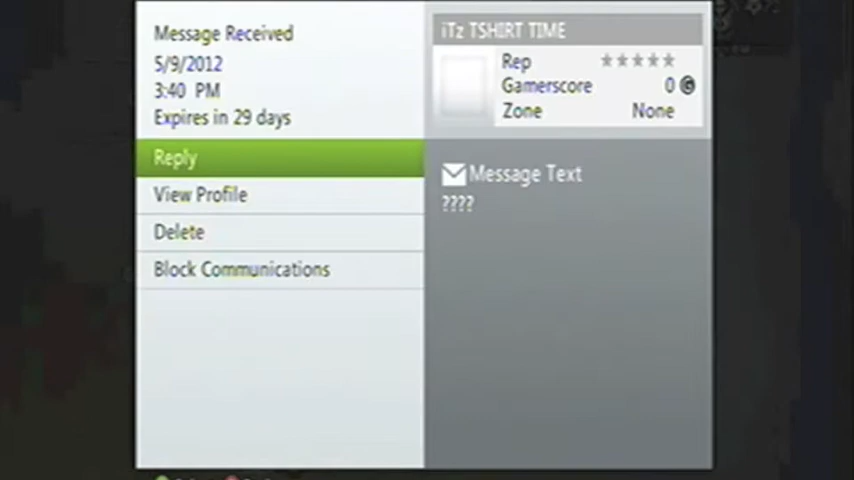 Message Received
5/9/2012
3:40 PM
Expires in 29 days
Reply
View Profile
Delete
Block Communications
iTz TSHIRT TIME
Rep
Gamerscore 0 G
Zone None
Message Text
????